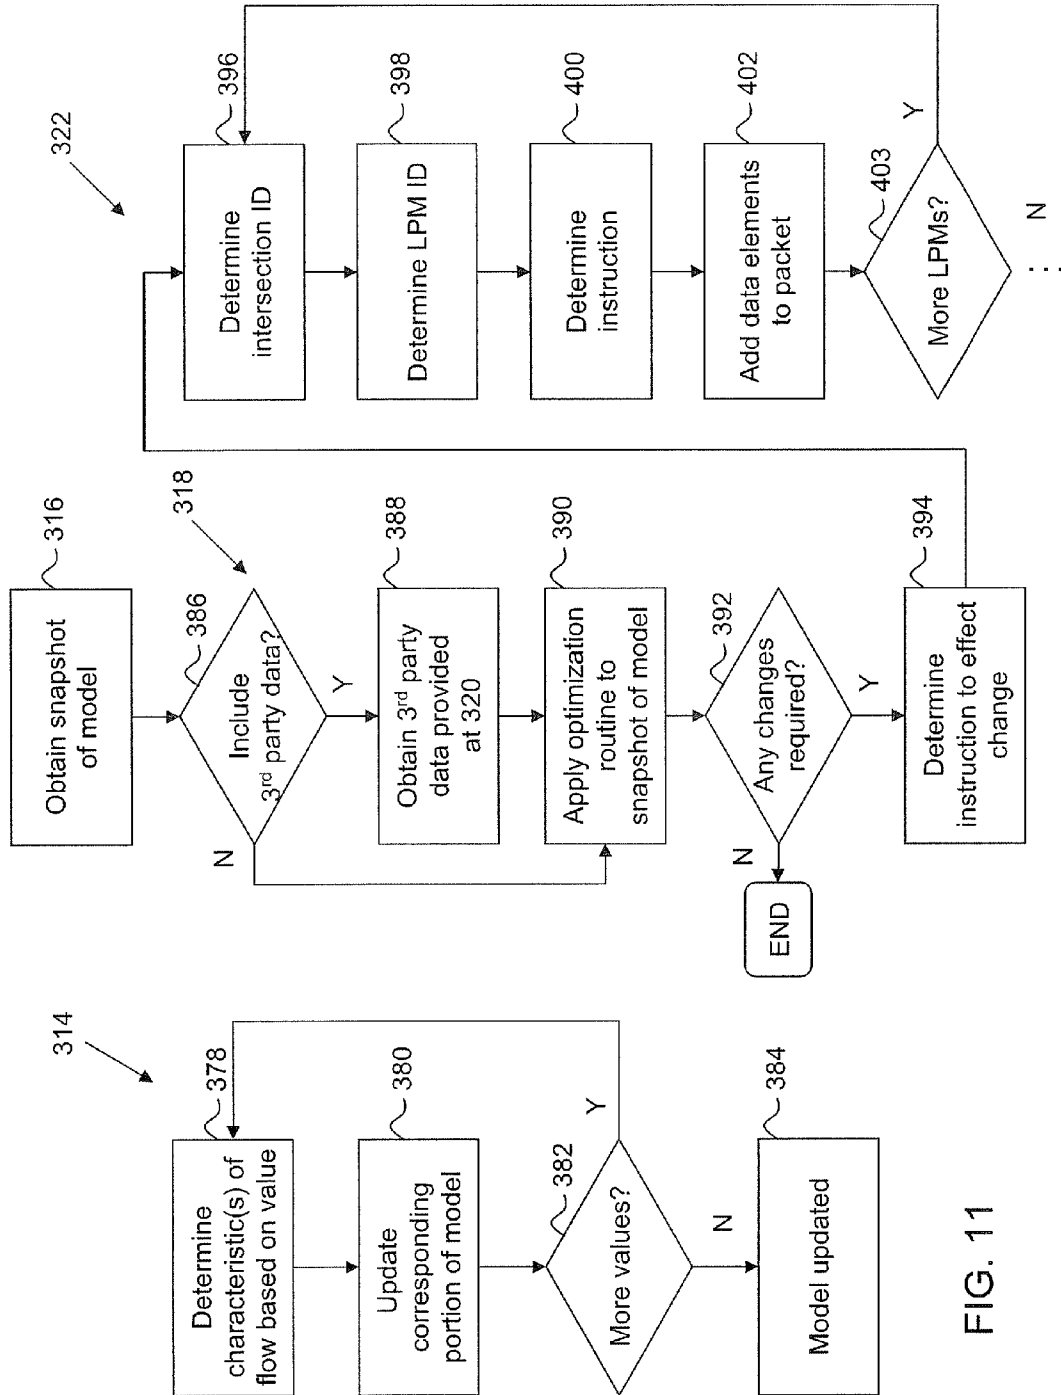 314
378
Determine
characteristic(s) of
flow based on value
380
Update
corresponding
portion of model
382
More values?
Y
N
384
Model updated
316
Obtain snapshot
of model
318
386
Include
3rd party data?
N
Y
388
Obtain 3rd party
data provided
at 320
390
Apply optimization
routine to
snapshot of model
392
Any changes
required?
N
Y
END
394
Determine
instruction to effect
change
322
396
Determine
intersection ID
398
Determine LPM ID
400
Determine
instruction
402
Add data elements
to packet
403
More LPMs?
Y
N
...
FIG. 11